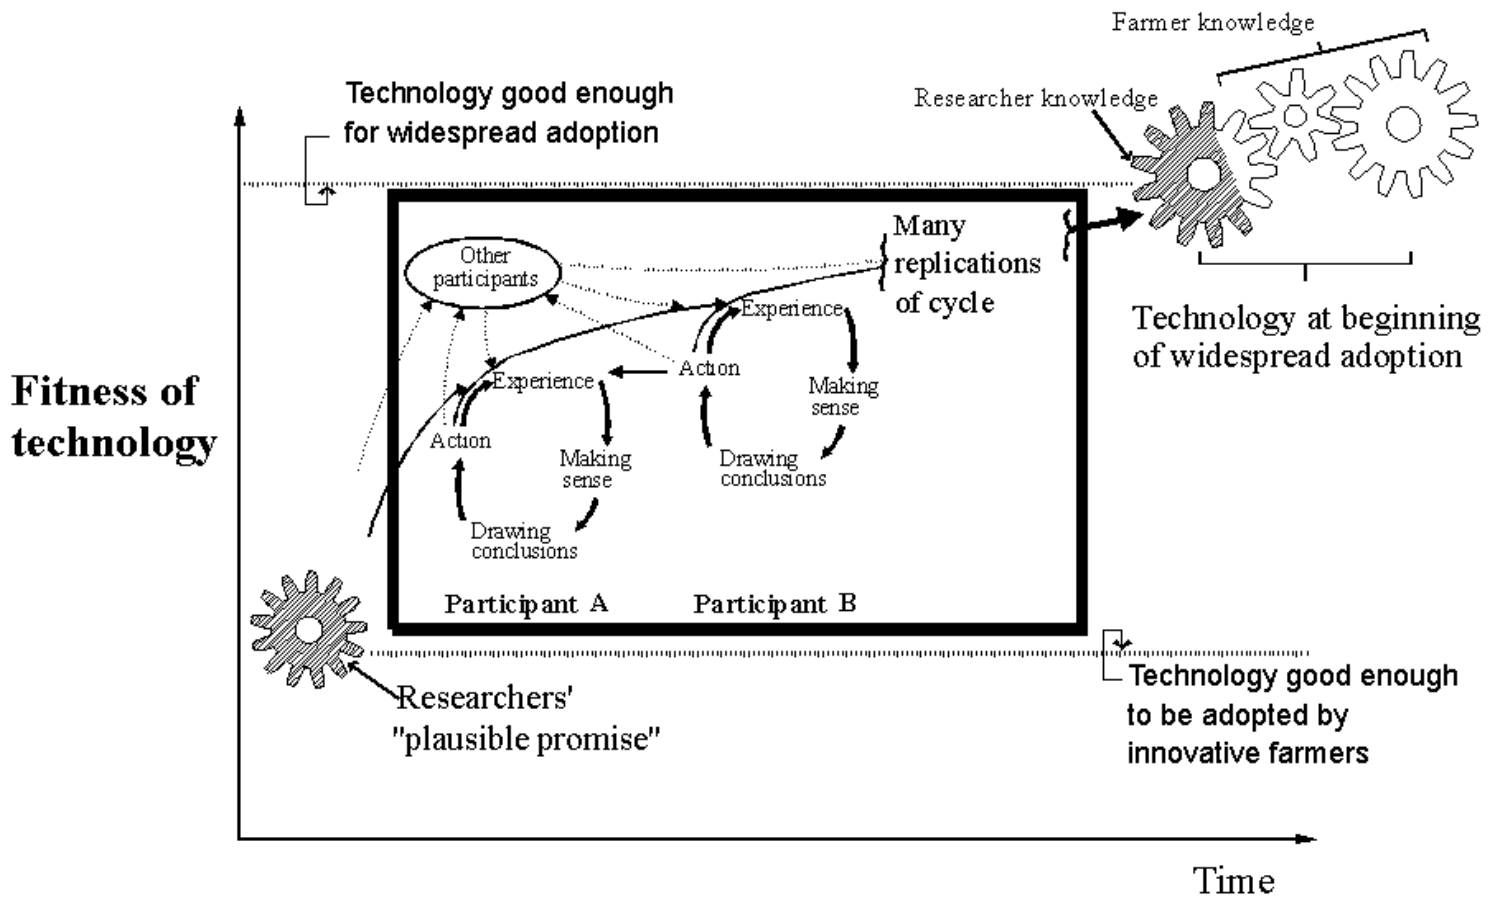 Farmer knowledge
Technology good enough
for widespread adoption
Researcher knowledge
Many
replications
of cycle
Other
participants
Experience
Action
Making
sense
Drawing
conclusions
Experience
Action
Making
sense
Drawing
conclusions
Participant A
Participant B
Fitness of
technology
Technology at beginning
of widespread adoption
Researchers'
"plausible promise"
Technology good enough
to be adopted by
innovative farmers
Time